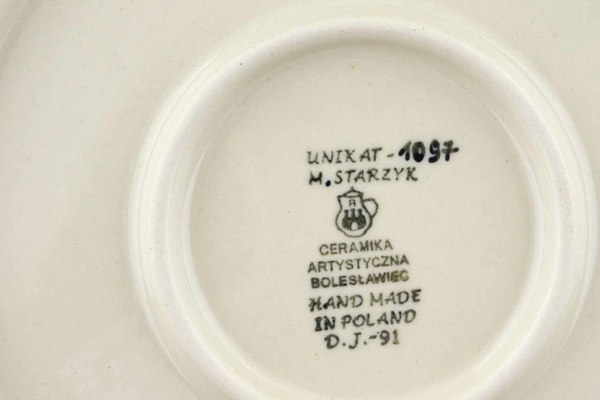 UNIKAT - 1097
M. STARZYK
A
CERAMIKA
ARTYSTYCZNA
BOLESŁAWIEC
HAND MADE
IN POLAND
D.J.-91